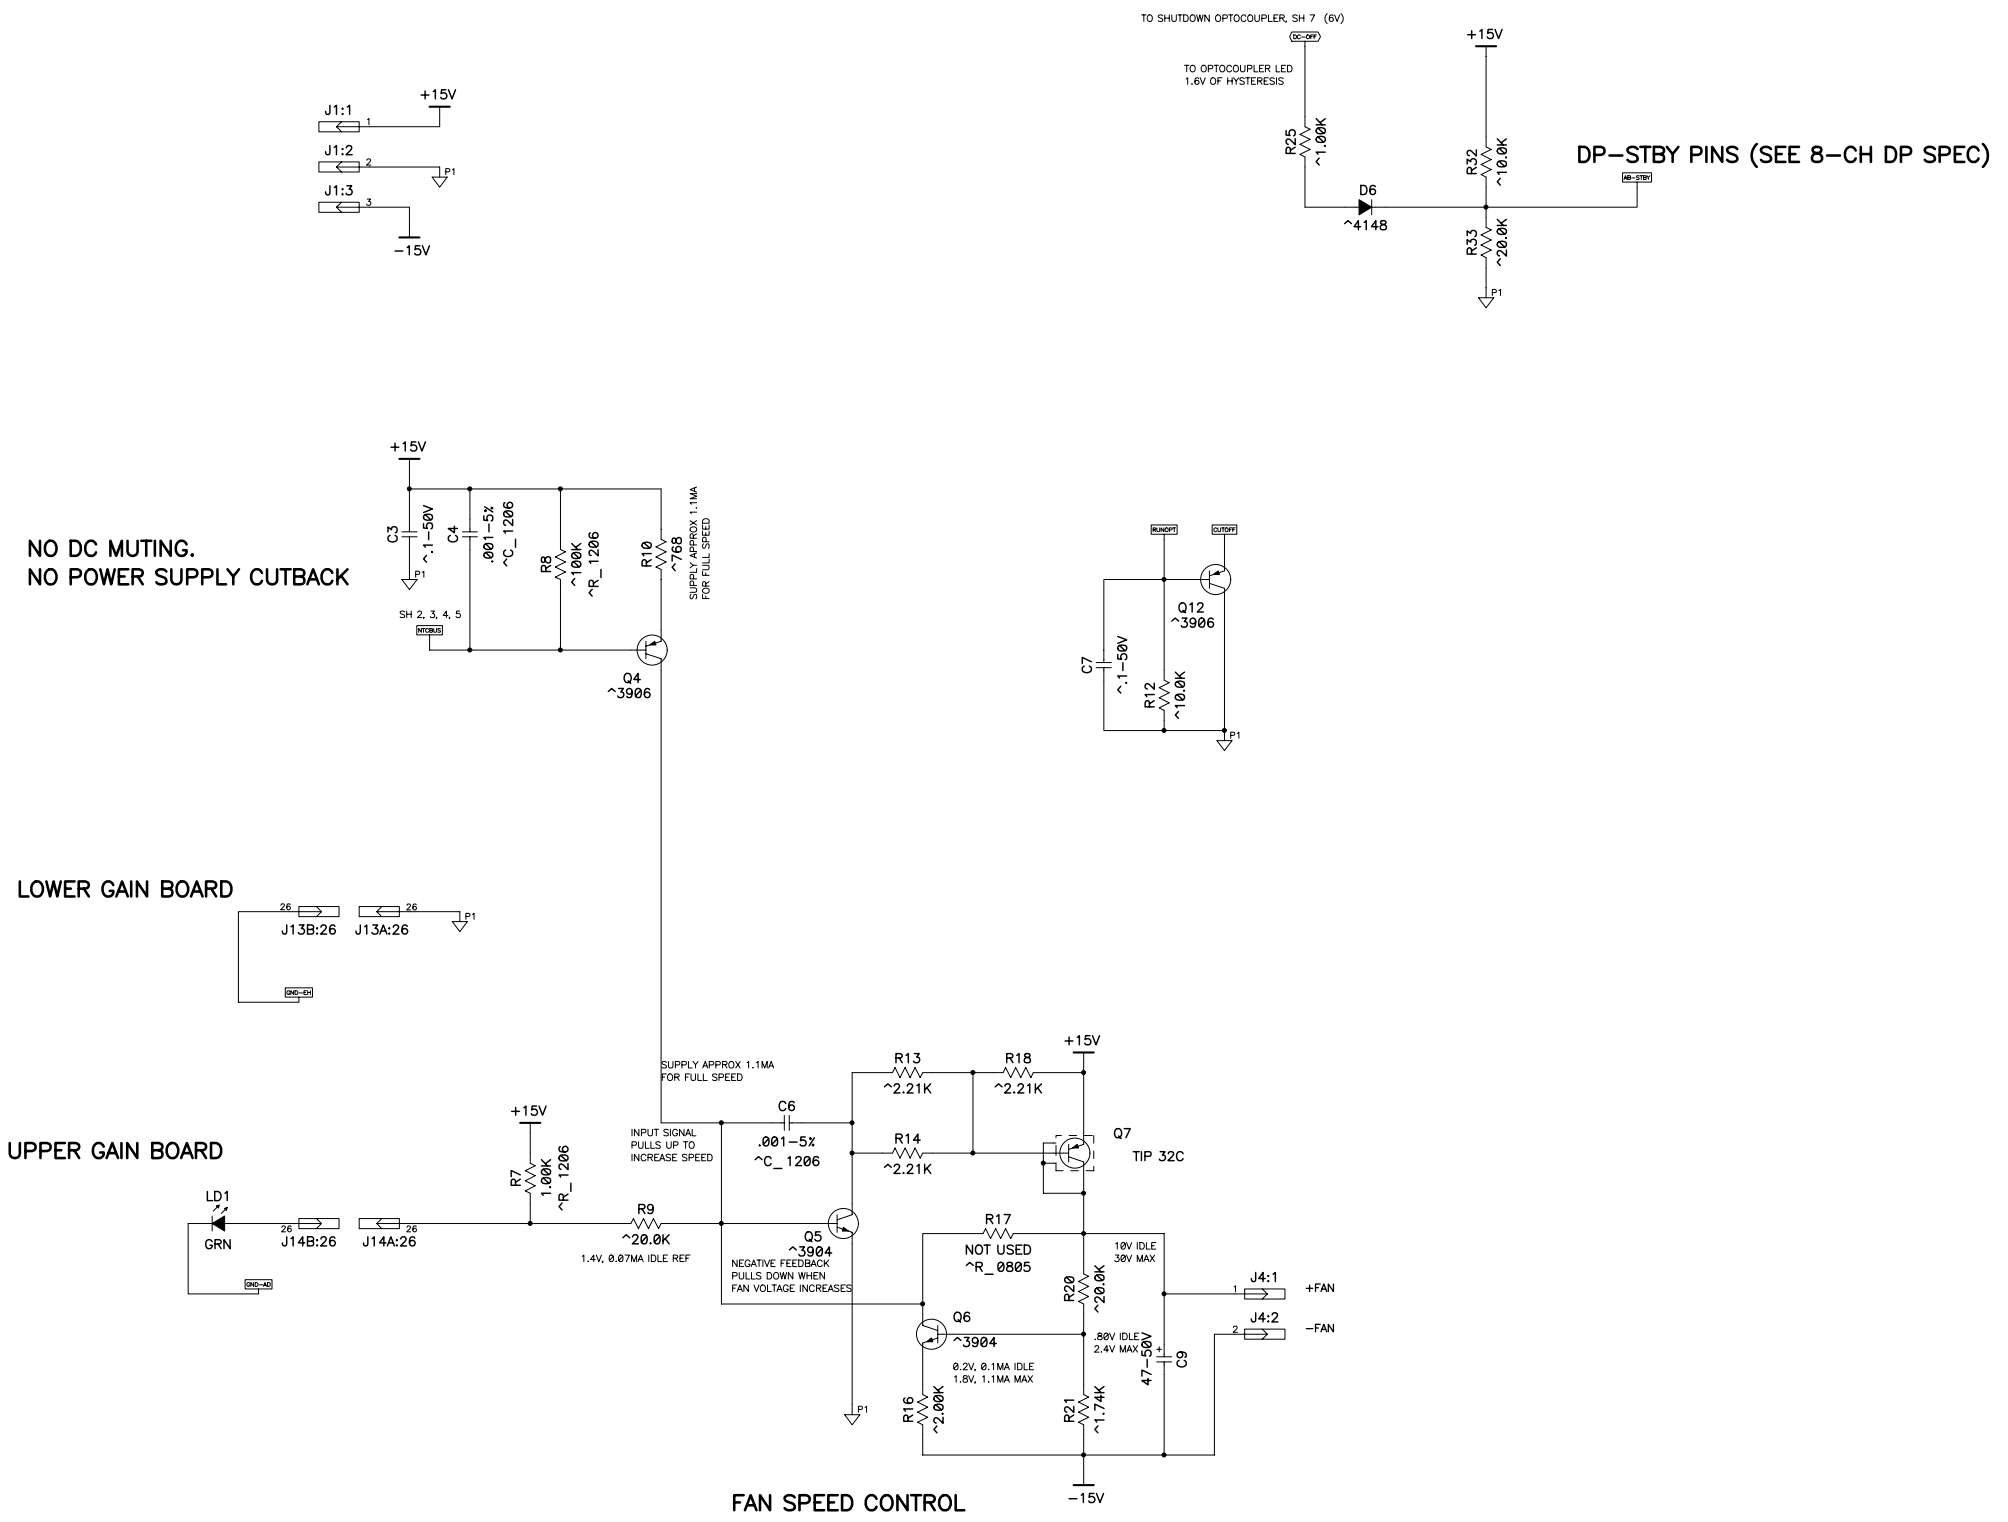 TO SHUTDOWN OPTOCOUPLER, SH 7 (6V)
DC-OFF
TO OPTOCOUPLER LED
1.6V OF HYSTERESIS
R25
^1.00K
D6
^4148
+15V
R32
^10.0K
R33
^20.0K
P1
DP-STBY PINS (SEE 8-CH DP SPEC)
AB-STBY
+15V
J1:1
1
J1:2
2
P1
J1:3
3
-15V
NO DC MUTING.
NO POWER SUPPLY CUTBACK
+15V
C3
^.1-50V
P1
C4
.001-5%
^C_1206
R8
^100K
^R_1206
R10
^768
SUPPLY APPROX 1.1MA
FOR FULL SPEED
SH 2, 3, 4, 5
NTCBUS
Q4
^3906
RUNOPT
CUTOFF
Q12
^3906
C7
^.1-50V
R12
^10.0K
P1
LOWER GAIN BOARD
26
26
P1
J13B:26
J13A:26
GND-EH
UPPER GAIN BOARD
LD1
GRN
26
J14B:26
26
J14A:26
GND-AD
+15V
R7
1.00K
^R_1206
R9
^20.0K
1.4V, 0.07MA IDLE REF
SUPPLY APPROX 1.1MA
FOR FULL SPEED
INPUT SIGNAL
PULLS UP TO
INCREASE SPEED
C6
.001-5%
^C_1206
R13
^2.21K
R18
^2.21K
+15V
R14
^2.21K
Q7
TIP 32C
Q5
^3904
NEGATIVE FEEDBACK
PULLS DOWN WHEN
FAN VOLTAGE INCREASES
R17
NOT USED
^R_0805
10V IDLE
30V MAX
R20
^20.0K
Q6
^3904
.80V IDLE
2.4V MAX
0.2V, 0.1MA IDLE
1.8V, 1.1MA MAX
R16
^2.00K
R21
^1.74K
+
47-50V
C9
J4:1
1
+FAN
J4:2
2
-FAN
P1
-15V
FAN SPEED CONTROL